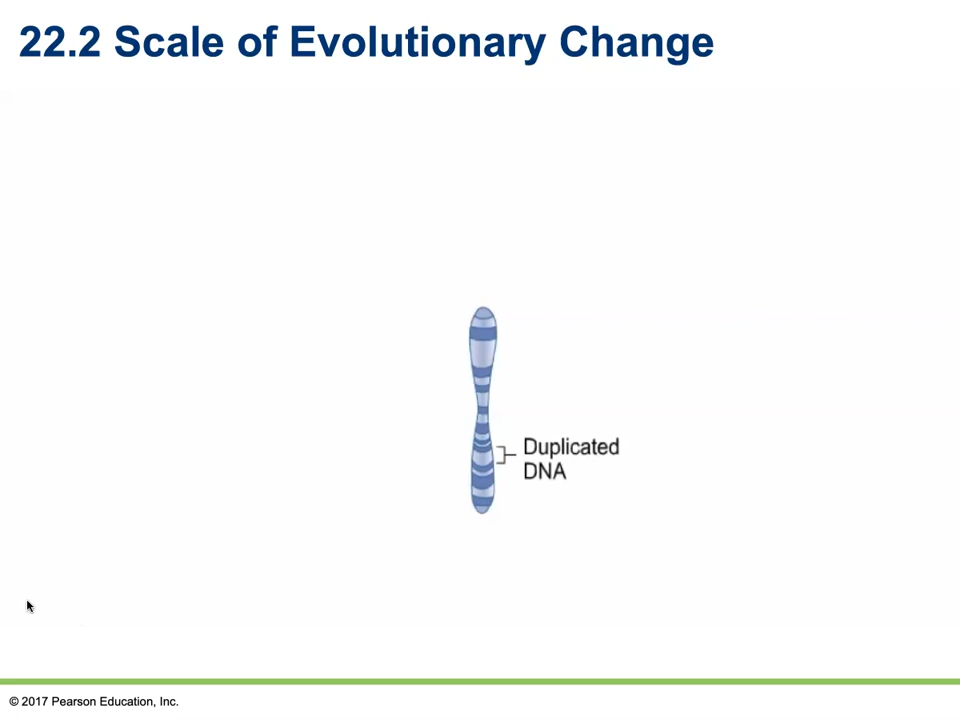 22.2 Scale of Evolutionary Change
Duplicated
DNA
© 2017 Pearson Education, Inc.